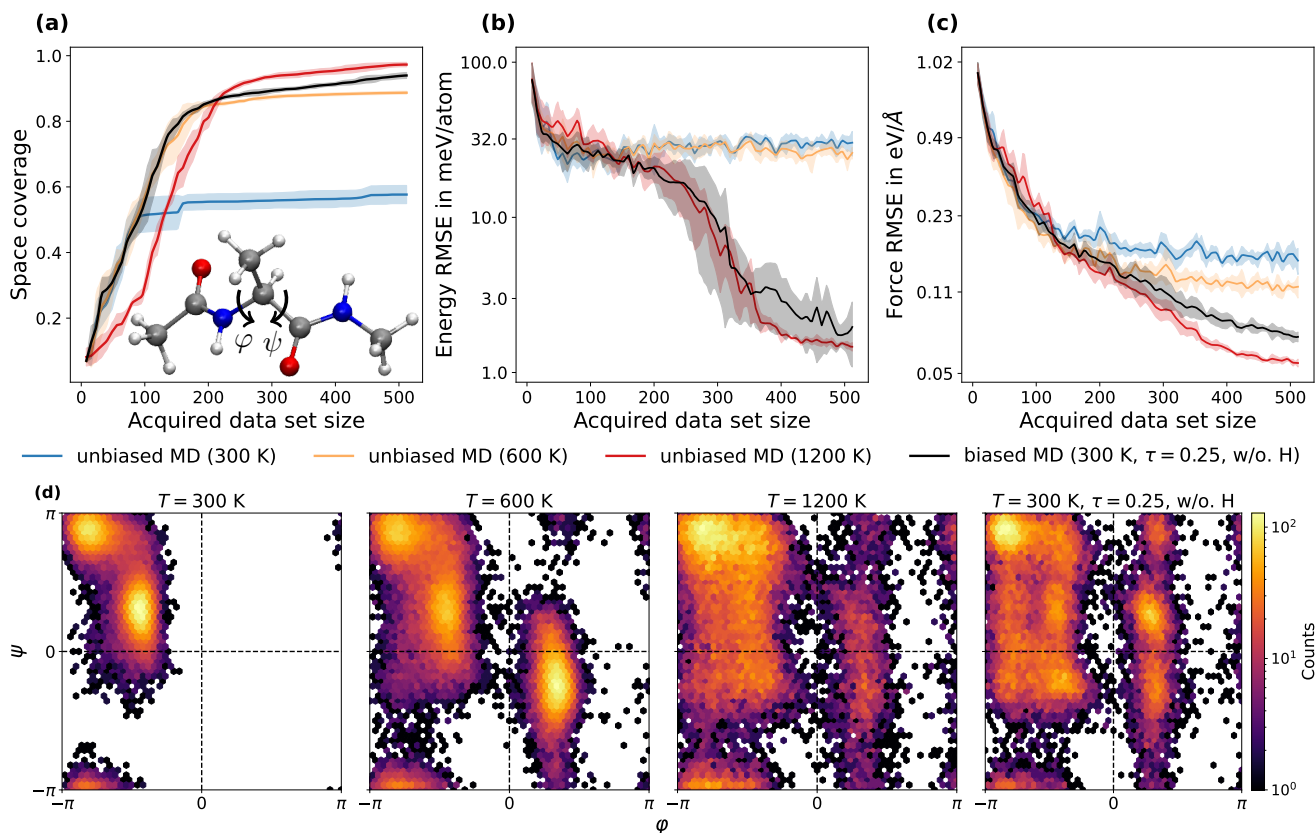 (a)
(b)
(c)
Space coverage
1.0
0.8
0.6
0.4
0.2
φ ψ
0 100 200 300 400 500
Acquired data set size
Energy RMSE in meV/atom
100.0
32.0
10.0
3.0
1.0
0 100 200 300 400 500
Acquired data set size
Force RMSE in eV/Å
1.02
0.49
0.23
0.11
0.05
0 100 200 300 400 500
Acquired data set size
unbiased MD (300 K)
unbiased MD (600 K)
unbiased MD (1200 K)
biased MD (300 K, τ = 0.25, w/o. H)
(d)
T = 300 K
T = 600 K
T = 1200 K
T = 300 K, τ = 0.25, w/o. H
ψ
π
0
−π
−π 0 π
−π 0 π
−π 0 π
−π 0 π
φ
10²
10¹
10⁰
Counts